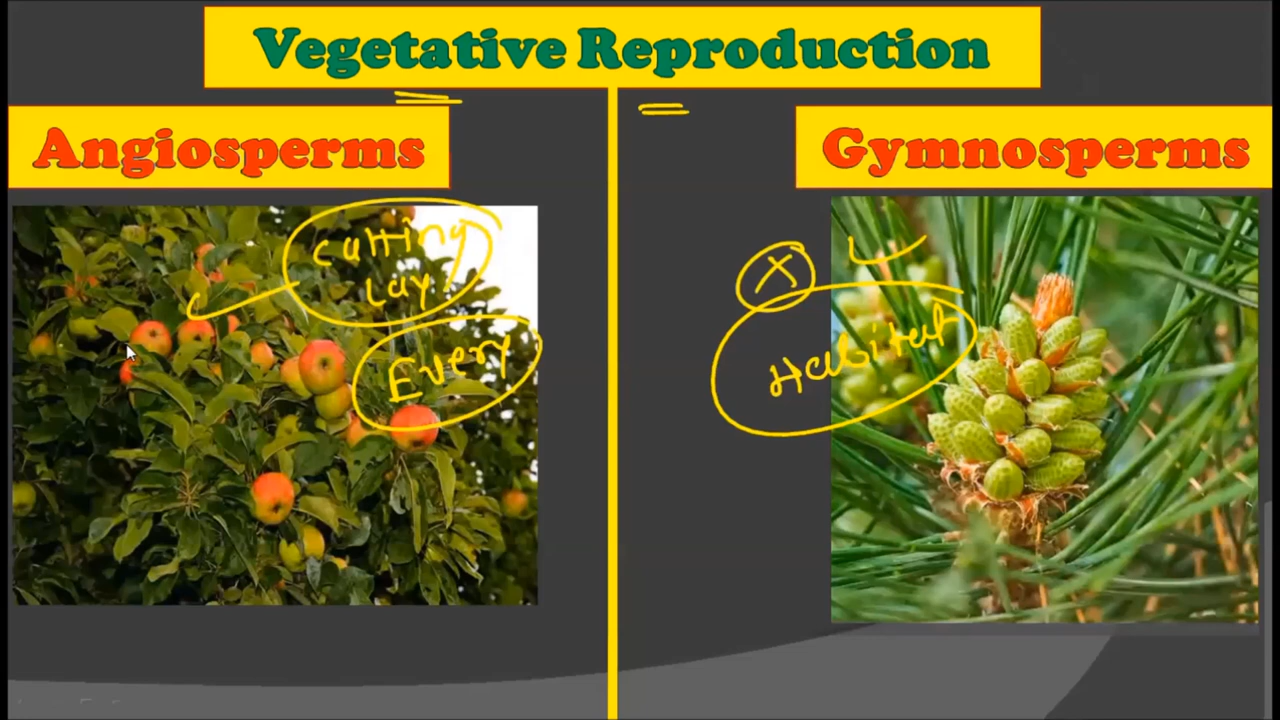 Vegetative Reproduction
Angiosperms
Gymnosperms
Cutting
Lay.
Every
X
Habitat